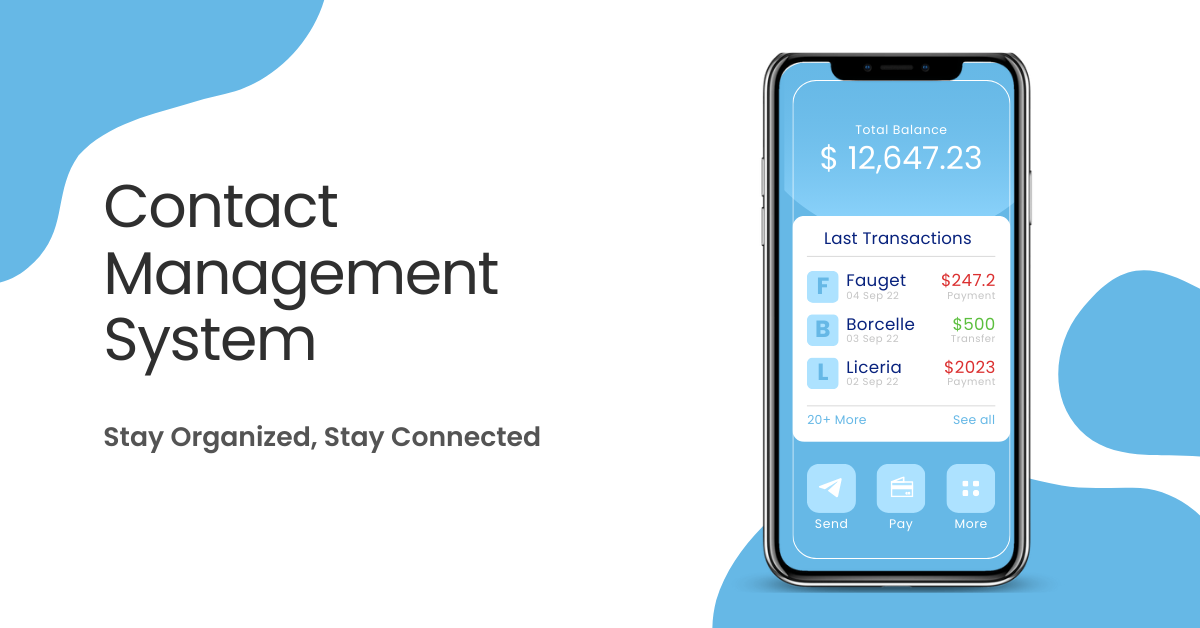 Contact
Management
System
Stay Organized, Stay Connected
Total Balance
$ 12,647.23
Last Transactions
F Fauget $247.2
04 Sep 22 Payment
B Borcelle $500
03 Sep 22 Transfer
L Liceria $2023
02 Sep 22 Payment
20+ More See all
Send Pay More